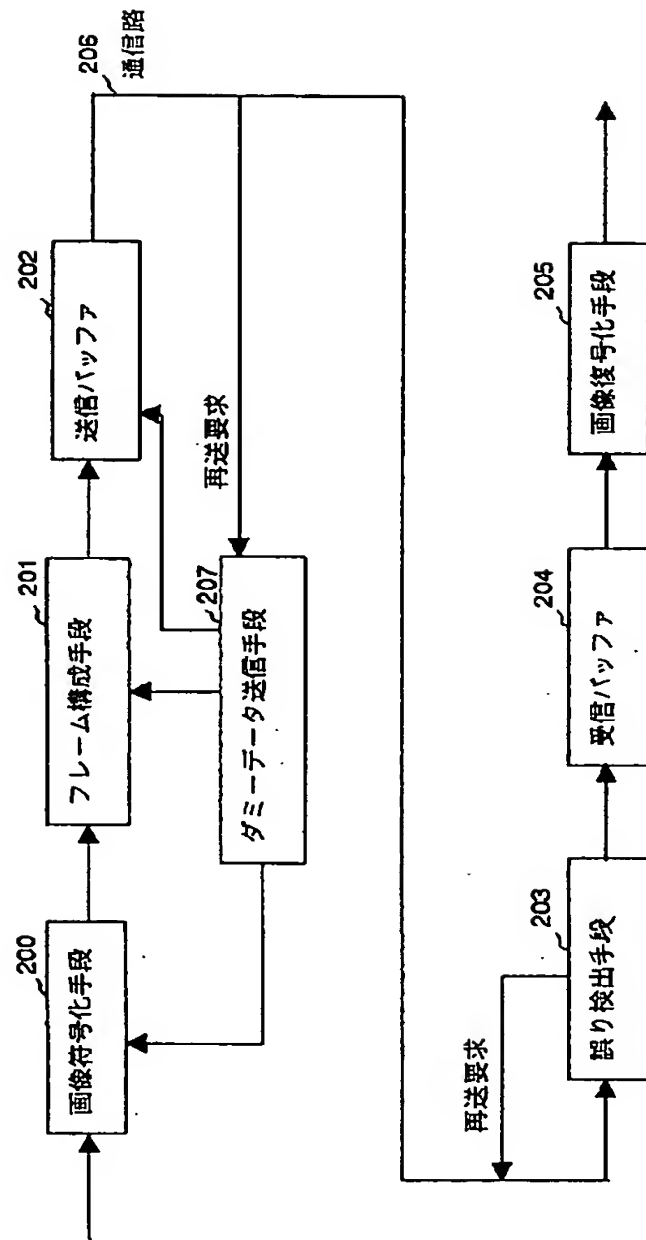 200
画像符号化手段
201
フレーム構成手段
202
送信バッファ
206
通信路
再送要求
207
ダミーデータ送信手段
再送要求
203
誤り検出手段
204
受信バッファ
205
画像復号化手段